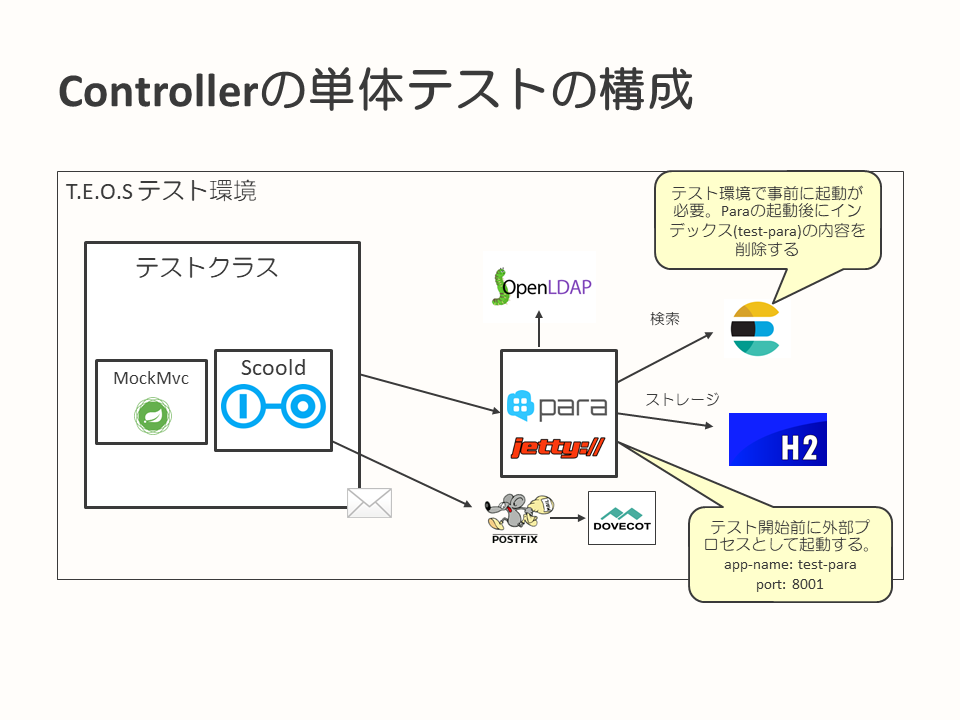 Controllerの単体テストの構成
T.E.O.Sテスト環境
テスト環境で事前に起動が
必要。Paraの起動後にイン
デックス(test-para)の内容を
削除する
テストクラス
OpenLDAP
検索
MockMvc
Scoold
para
jetty://
ストレージ
H2
POSTFIX
DOVECOT
テスト開始前に外部プ
ロセスとして起動する。
app-name: test-para
port: 8001